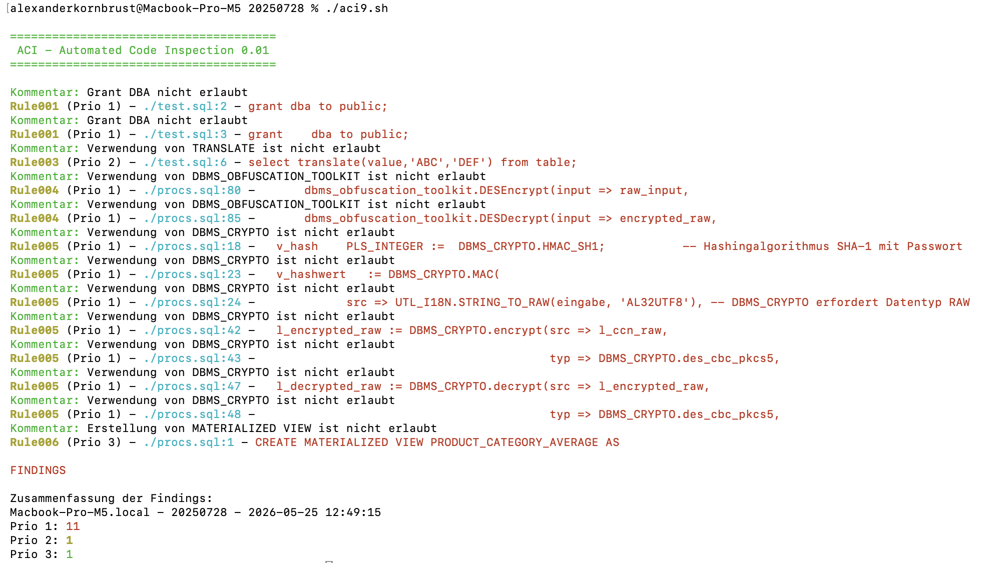 [alexanderkornbrust@Macbook-Pro-M5 20250728 % ./aci9.sh
======================================
ACI - Automated Code Inspection 0.01
======================================
Kommentar: Grant DBA nicht erlaubt
Rule001 (Prio 1) - ./test.sql:2 - grant dba to public;
Kommentar: Grant DBA nicht erlaubt
Rule001 (Prio 1) - ./test.sql:3 - grant    dba to public;
Kommentar: Verwendung von TRANSLATE ist nicht erlaubt
Rule003 (Prio 2) - ./test.sql:6 - select translate(value,'ABC','DEF') from table;
Kommentar: Verwendung von DBMS_OBFUSCATION_TOOLKIT ist nicht erlaubt
Rule004 (Prio 1) - ./procs.sql:80 -       dbms_obfuscation_toolkit.DESEncrypt(input => raw_input,
Kommentar: Verwendung von DBMS_OBFUSCATION_TOOLKIT ist nicht erlaubt
Rule004 (Prio 1) - ./procs.sql:85 -       dbms_obfuscation_toolkit.DESDecrypt(input => encrypted_raw,
Kommentar: Verwendung von DBMS_CRYPTO ist nicht erlaubt
Rule005 (Prio 1) - ./procs.sql:18 -   v_hash    PLS_INTEGER :=  DBMS_CRYPTO.HMAC_SH1;           -- Hashingalgorithmus SHA-1 mit Passwort
Kommentar: Verwendung von DBMS_CRYPTO ist nicht erlaubt
Rule005 (Prio 1) - ./procs.sql:23 -   v_hashwert   := DBMS_CRYPTO.MAC(
Kommentar: Verwendung von DBMS_CRYPTO ist nicht erlaubt
Rule005 (Prio 1) - ./procs.sql:24 -             src => UTL_I18N.STRING_TO_RAW(eingabe, 'AL32UTF8'), -- DBMS_CRYPTO erfordert Datentyp RAW
Kommentar: Verwendung von DBMS_CRYPTO ist nicht erlaubt
Rule005 (Prio 1) - ./procs.sql:42 -   l_encrypted_raw := DBMS_CRYPTO.encrypt(src => l_ccn_raw,
Kommentar: Verwendung von DBMS_CRYPTO ist nicht erlaubt
Rule005 (Prio 1) - ./procs.sql:43 -                                          typ => DBMS_CRYPTO.des_cbc_pkcs5,
Kommentar: Verwendung von DBMS_CRYPTO ist nicht erlaubt
Rule005 (Prio 1) - ./procs.sql:47 -   l_decrypted_raw := DBMS_CRYPTO.decrypt(src => l_encrypted_raw,
Kommentar: Verwendung von DBMS_CRYPTO ist nicht erlaubt
Rule005 (Prio 1) - ./procs.sql:48 -                                          typ => DBMS_CRYPTO.des_cbc_pkcs5,
Kommentar: Erstellung von MATERIALIZED VIEW ist nicht erlaubt
Rule006 (Prio 3) - ./procs.sql:1 - CREATE MATERIALIZED VIEW PRODUCT_CATEGORY_AVERAGE AS
FINDINGS
Zusammenfassung der Findings:
Macbook-Pro-M5.local - 20250728 - 2026-05-25 12:49:15
Prio 1: 11
Prio 2: 1
Prio 3: 1